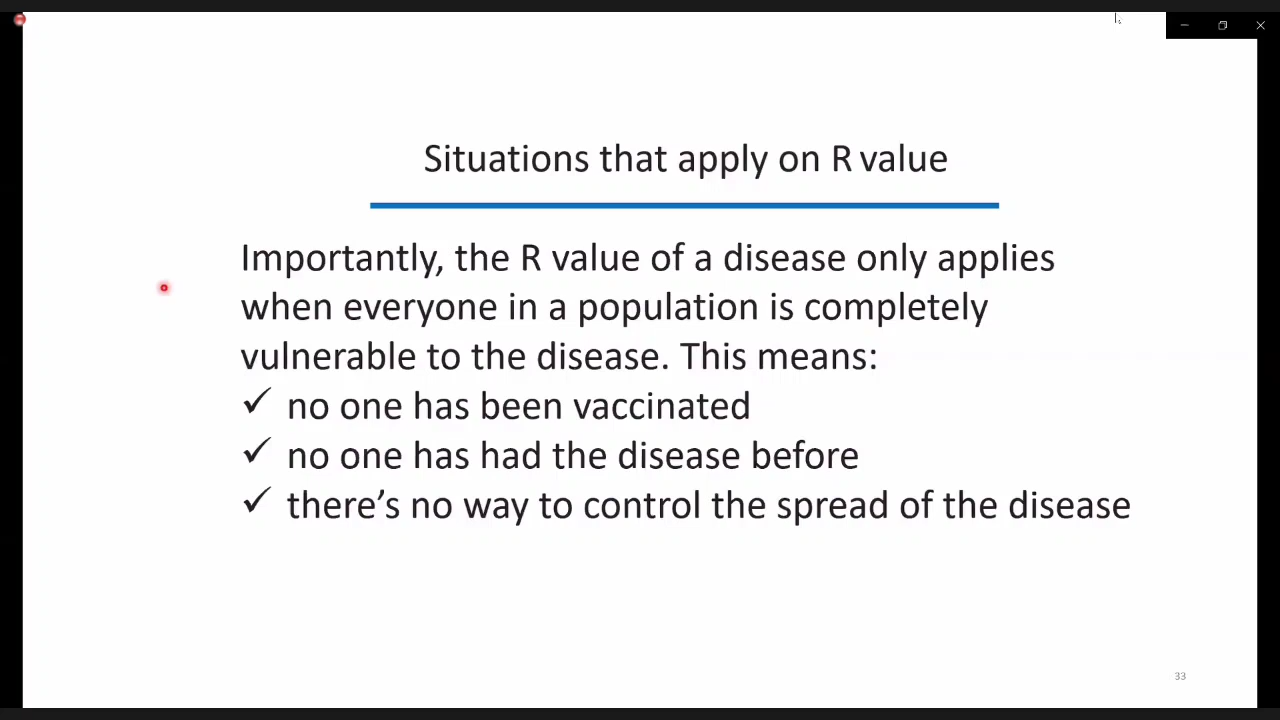 Situations that apply on R value
Importantly, the R value of a disease only applies
when everyone in a population is completely
vulnerable to the disease. This means:
✓ no one has been vaccinated
✓ no one has had the disease before
✓ there’s no way to control the spread of the disease
33